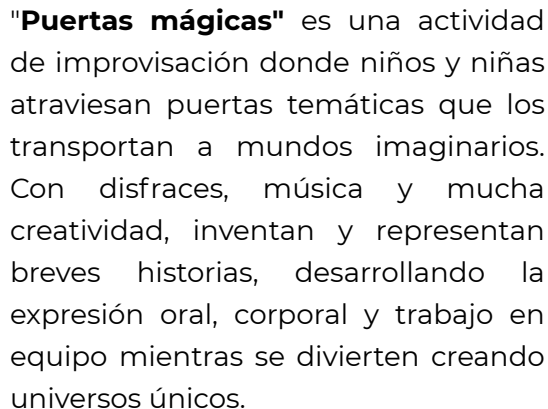 "Puertas mágicas" es una actividad
de improvisación donde niños y niñas
atraviesan puertas temáticas que los
transportan a mundos imaginarios.
Con disfraces, música y mucha
creatividad, inventan y representan
breves historias, desarrollando la
expresión oral, corporal y trabajo en
equipo mientras se divierten creando
universos únicos.